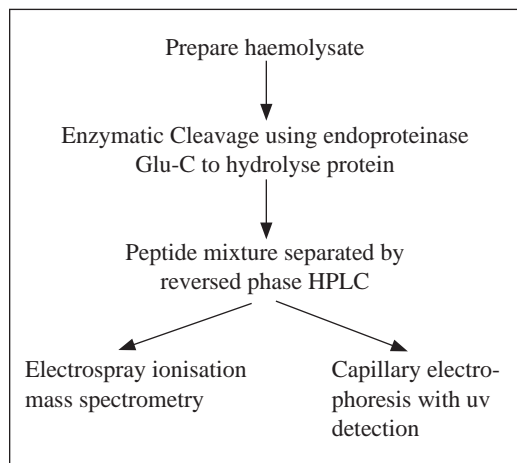 Prepare haemolysate
Enzymatic Cleavage using endoproteinase
Glu-C to hydrolyse protein
Peptide mixture separated by
reversed phase HPLC
Electrospray ionisation
mass spectrometry
Capillary electro-
phoresis with uv
detection